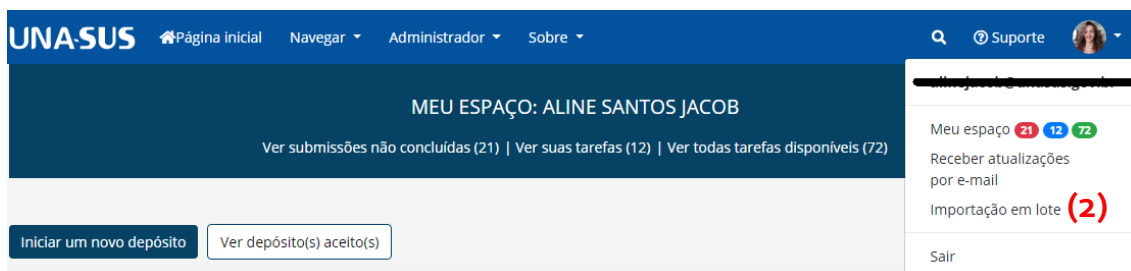 UNA-SUS Página inicial Navegar Administrador Sobre Suporte
MEU ESPAÇO: ALINE SANTOS JACOB
Ver submissões não concluídas (21) | Ver suas tarefas (12) | Ver todas tarefas disponíveis (72)
Iniciar um novo depósito Ver depósito(s) aceito(s)
Meu espaço 21 12 72
Receber atualizações
por e-mail
Importação em lote (2)
Sair